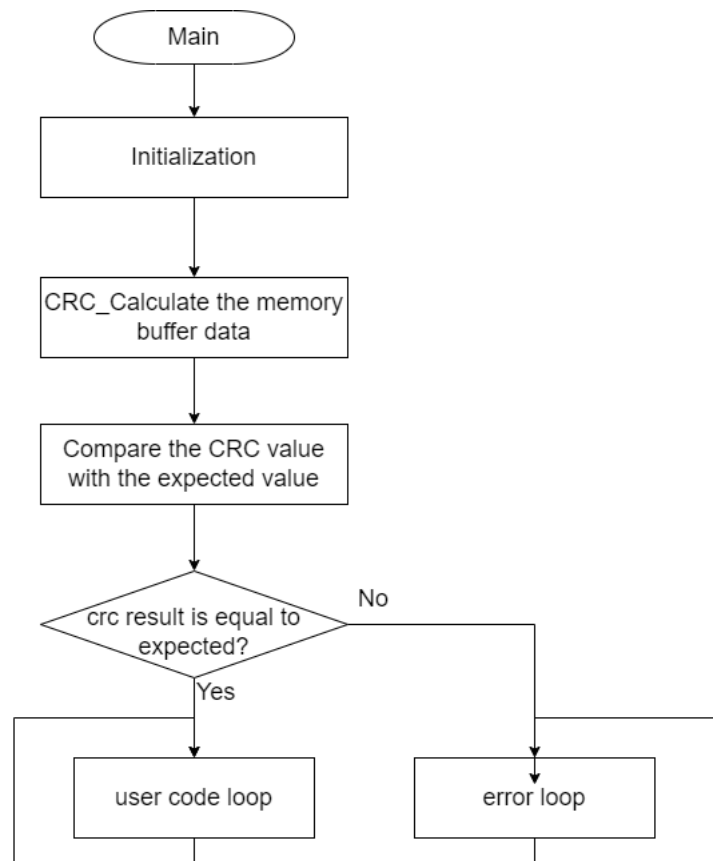 Main
Initialization
CRC_Calculate the memory
buffer data
Compare the CRC value
with the expected value
crc result is equal to
expected?
No
Yes
user code loop
error loop